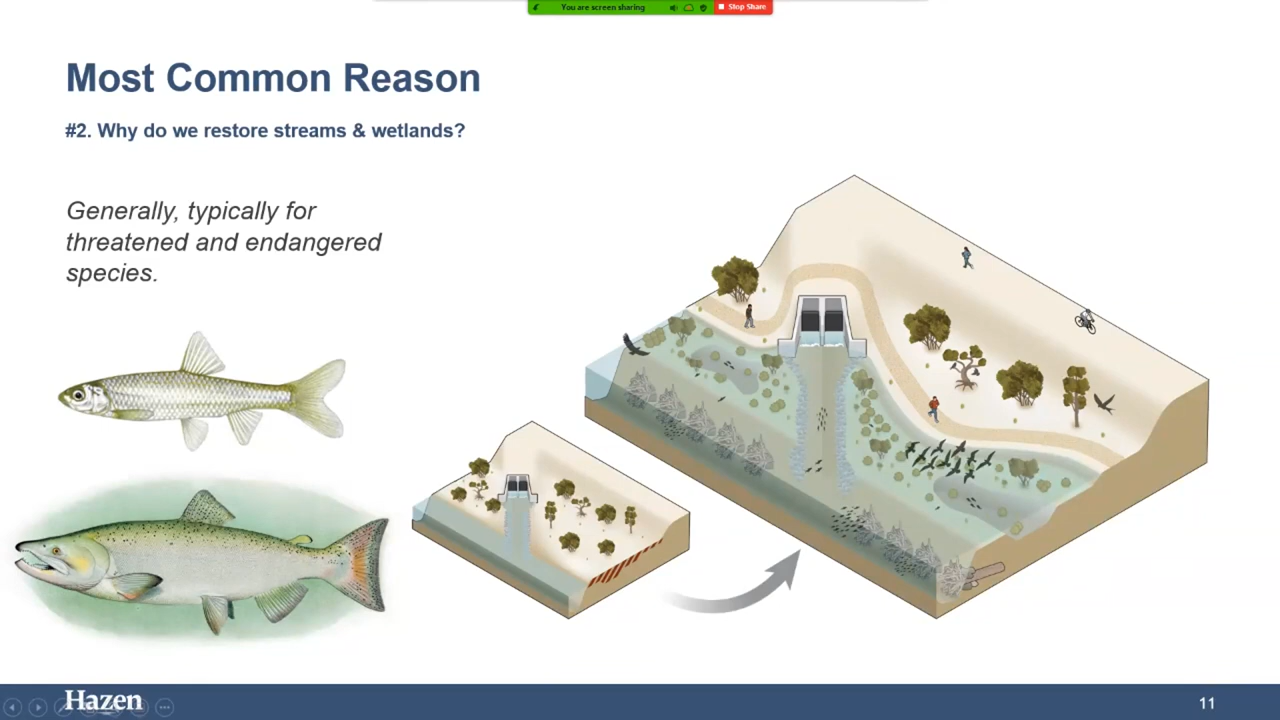 You are screen sharing
Stop Share
Most Common Reason
#2. Why do we restore streams & wetlands?
Generally, typically for
threatened and endangered
species.
Hazen
11